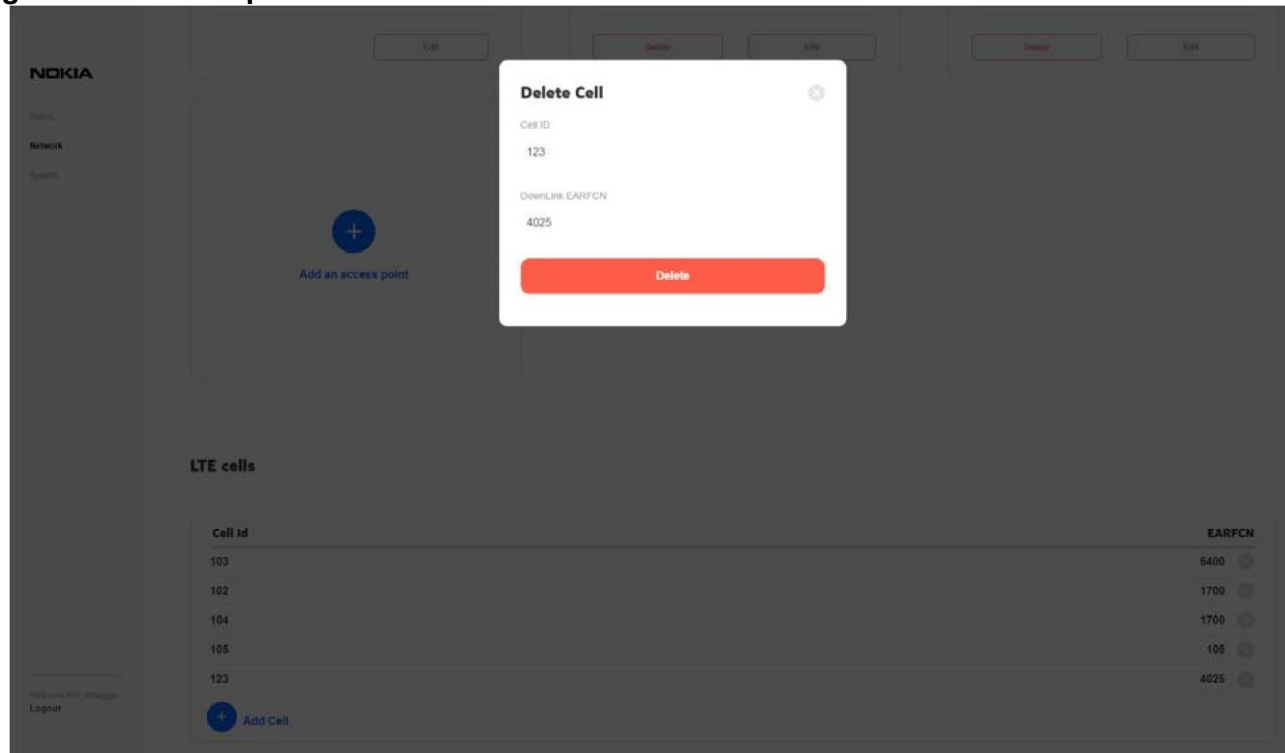 Edit
Delete
Edit
Delete
Edit
NOKIA
Status
Network
System
Delete Cell
Cell ID
123
DownLink EARFCN
4025
Delete
Add an access point
LTE cells
Cell Id EARFCN
103 6400
102 1700
104 1700
105 105
123 4025
Add Cell
Logout